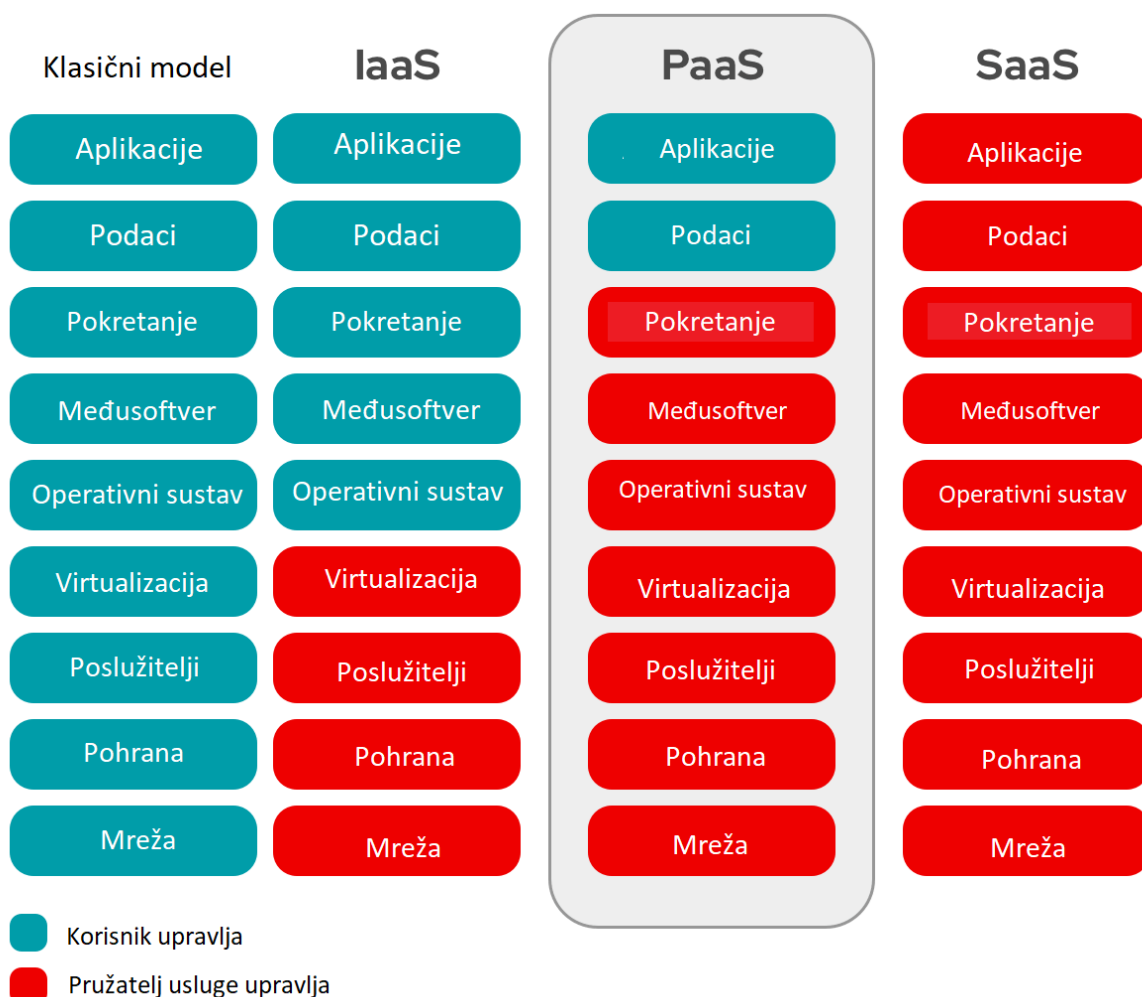 Klasični model
IaaS
PaaS
SaaS
Aplikacije
Aplikacije
Aplikacije
Aplikacije
Podaci
Podaci
Podaci
Podaci
Pokretanje
Pokretanje
Pokretanje
Pokretanje
Međusoftver
Međusoftver
Međusoftver
Međusoftver
Operativni sustav
Operativni sustav
Operativni sustav
Operativni sustav
Virtualizacija
Virtualizacija
Virtualizacija
Virtualizacija
Poslužitelji
Poslužitelji
Poslužitelji
Poslužitelji
Pohrana
Pohrana
Pohrana
Pohrana
Mreža
Mreža
Mreža
Mreža
Korisnik upravlja
Pružatelj usluge upravlja